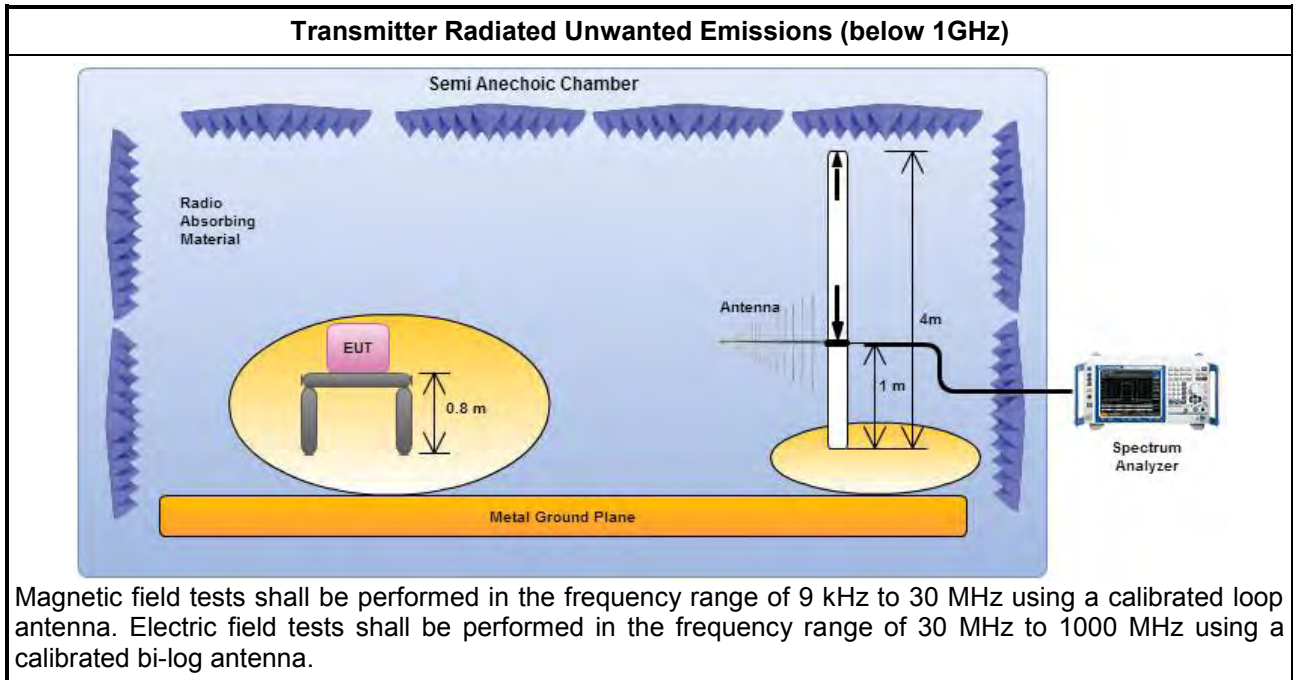 Transmitter Radiated Unwanted Emissions (below 1GHz)
Semi Anechoic Chamber
Radio
Absorbing
Material
Antenna
4m
EUT
1 m
0.8 m
Spectrum
Analyzer
Metal Ground Plane
Magnetic field tests shall be performed in the frequency range of 9 kHz to 30 MHz using a calibrated loop
antenna. Electric field tests shall be performed in the frequency range of 30 MHz to 1000 MHz using a
calibrated bi-log antenna.